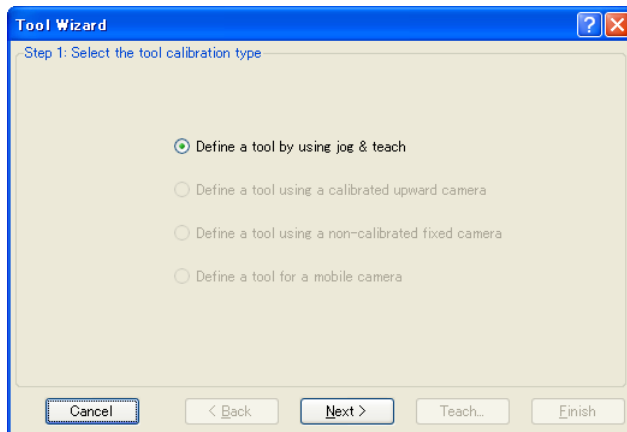 Tool Wizard
Step 1: Select the tool calibration type
Define a tool by using jog & teach
Define a tool using a calibrated upward camera
Define a tool using a non-calibrated fixed camera
Define a tool for a mobile camera
Cancel < Back Next > Teach... Finish